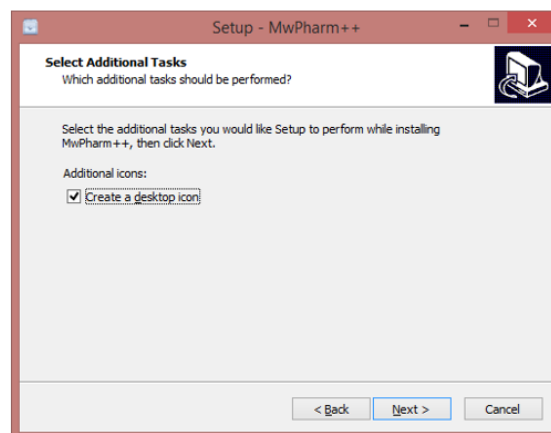 Setup - MwPharm++
Select Additional Tasks
Which additional tasks should be performed?
Select the additional tasks you would like Setup to perform while installing
MwPharm++, then click Next.
Additional icons:
Create a desktop icon
< Back
Next >
Cancel